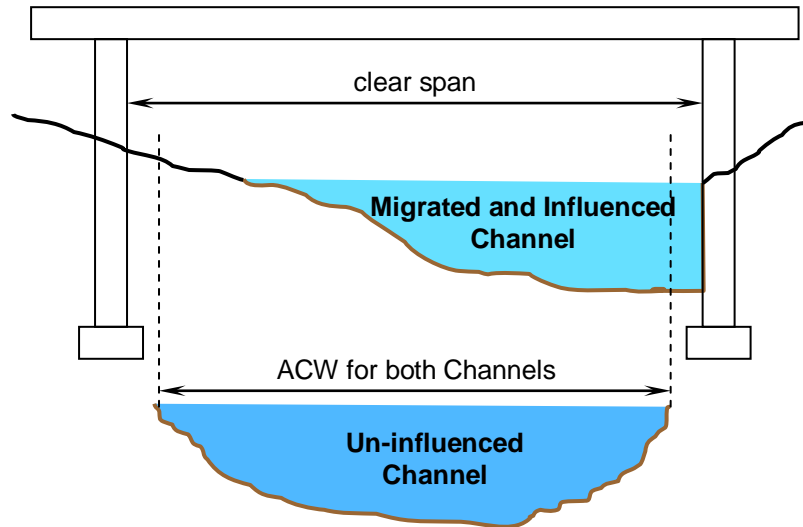 clear span
Migrated and Influenced
Channel
ACW for both Channels
Un-influenced
Channel